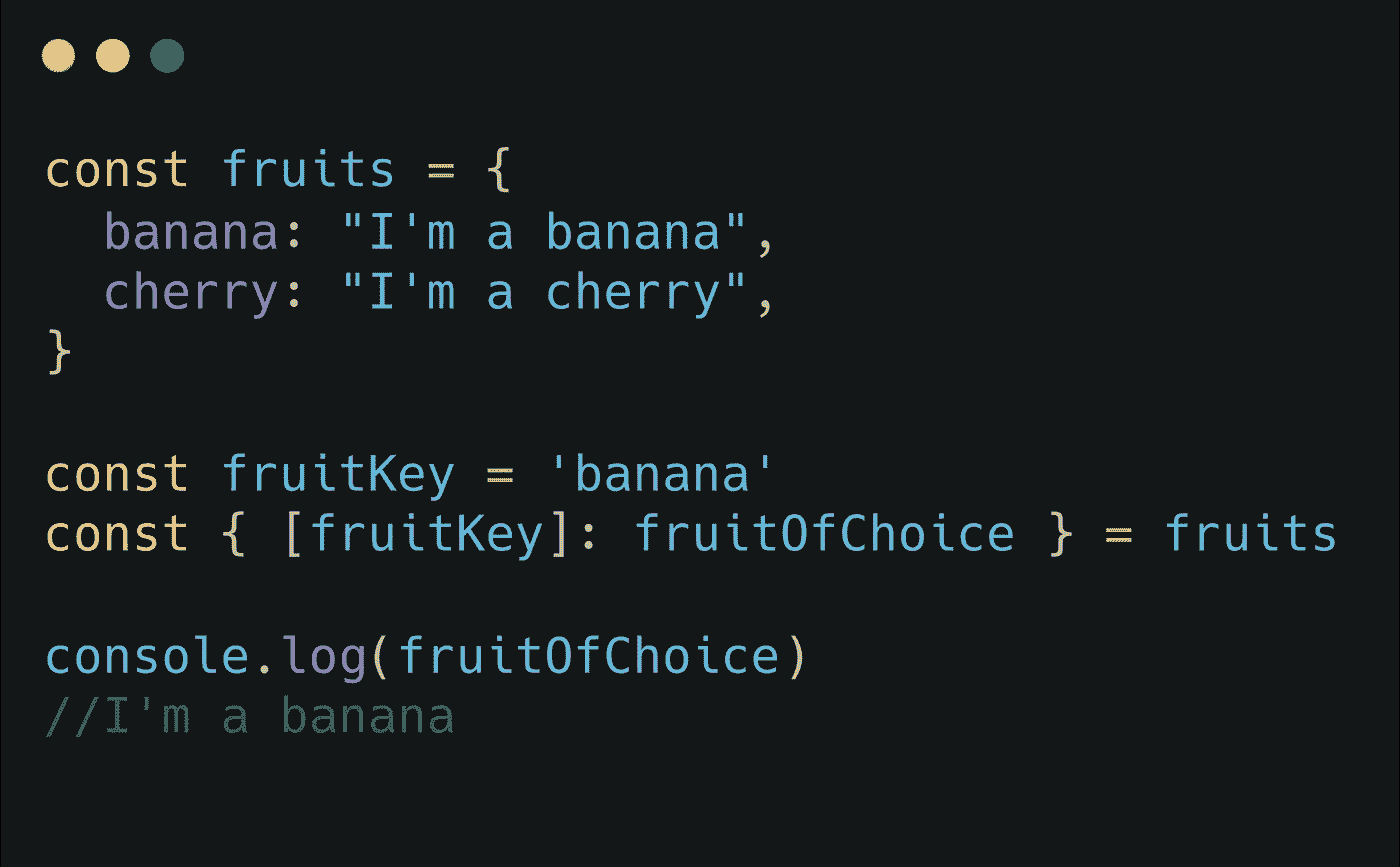 const fruits = {
  banana: "I'm a banana",
  cherry: "I'm a cherry",
}
const fruitKey = 'banana'
const { [fruitKey]: fruitOfChoice } = fruits
console.log(fruitOfChoice)
//I'm a banana